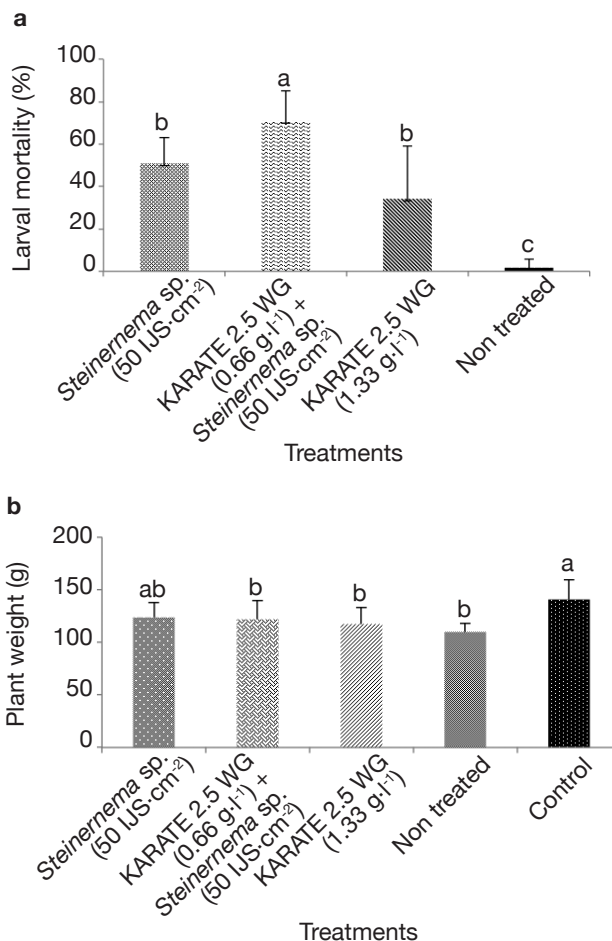 a
Larval mortality (%)
100
80
60
40
20
0
b
a
b
c
Steinernema sp.
(50 IJS·cm⁻²)
KARATE 2.5 WG
(0.66 g·l⁻¹) +
Steinernema sp.
(50 IJS·cm⁻²)
KARATE 2.5 WG
(1.33 g·l⁻¹)
Non treated
Treatments
b
Plant weight (g)
200
150
100
50
0
ab
b
b
b
a
Steinernema sp.
(50 IJS·cm⁻²)
KARATE 2.5 WG
(0.66 g·l⁻¹) +
Steinernema sp.
(50 IJS·cm⁻²)
KARATE 2.5 WG
(1.33 g·l⁻¹)
Non treated
Control
Treatments